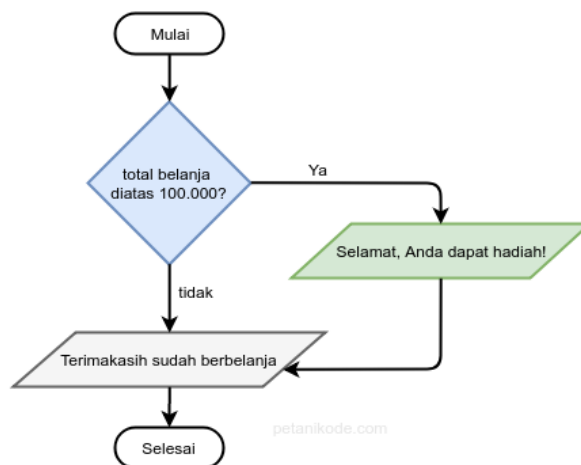 Mulai
total belanja
diatas 100.000?
Ya
Selamat, Anda dapat hadiah!
tidak
Terimakasih sudah berbelanja
petanikode.com
Selesai